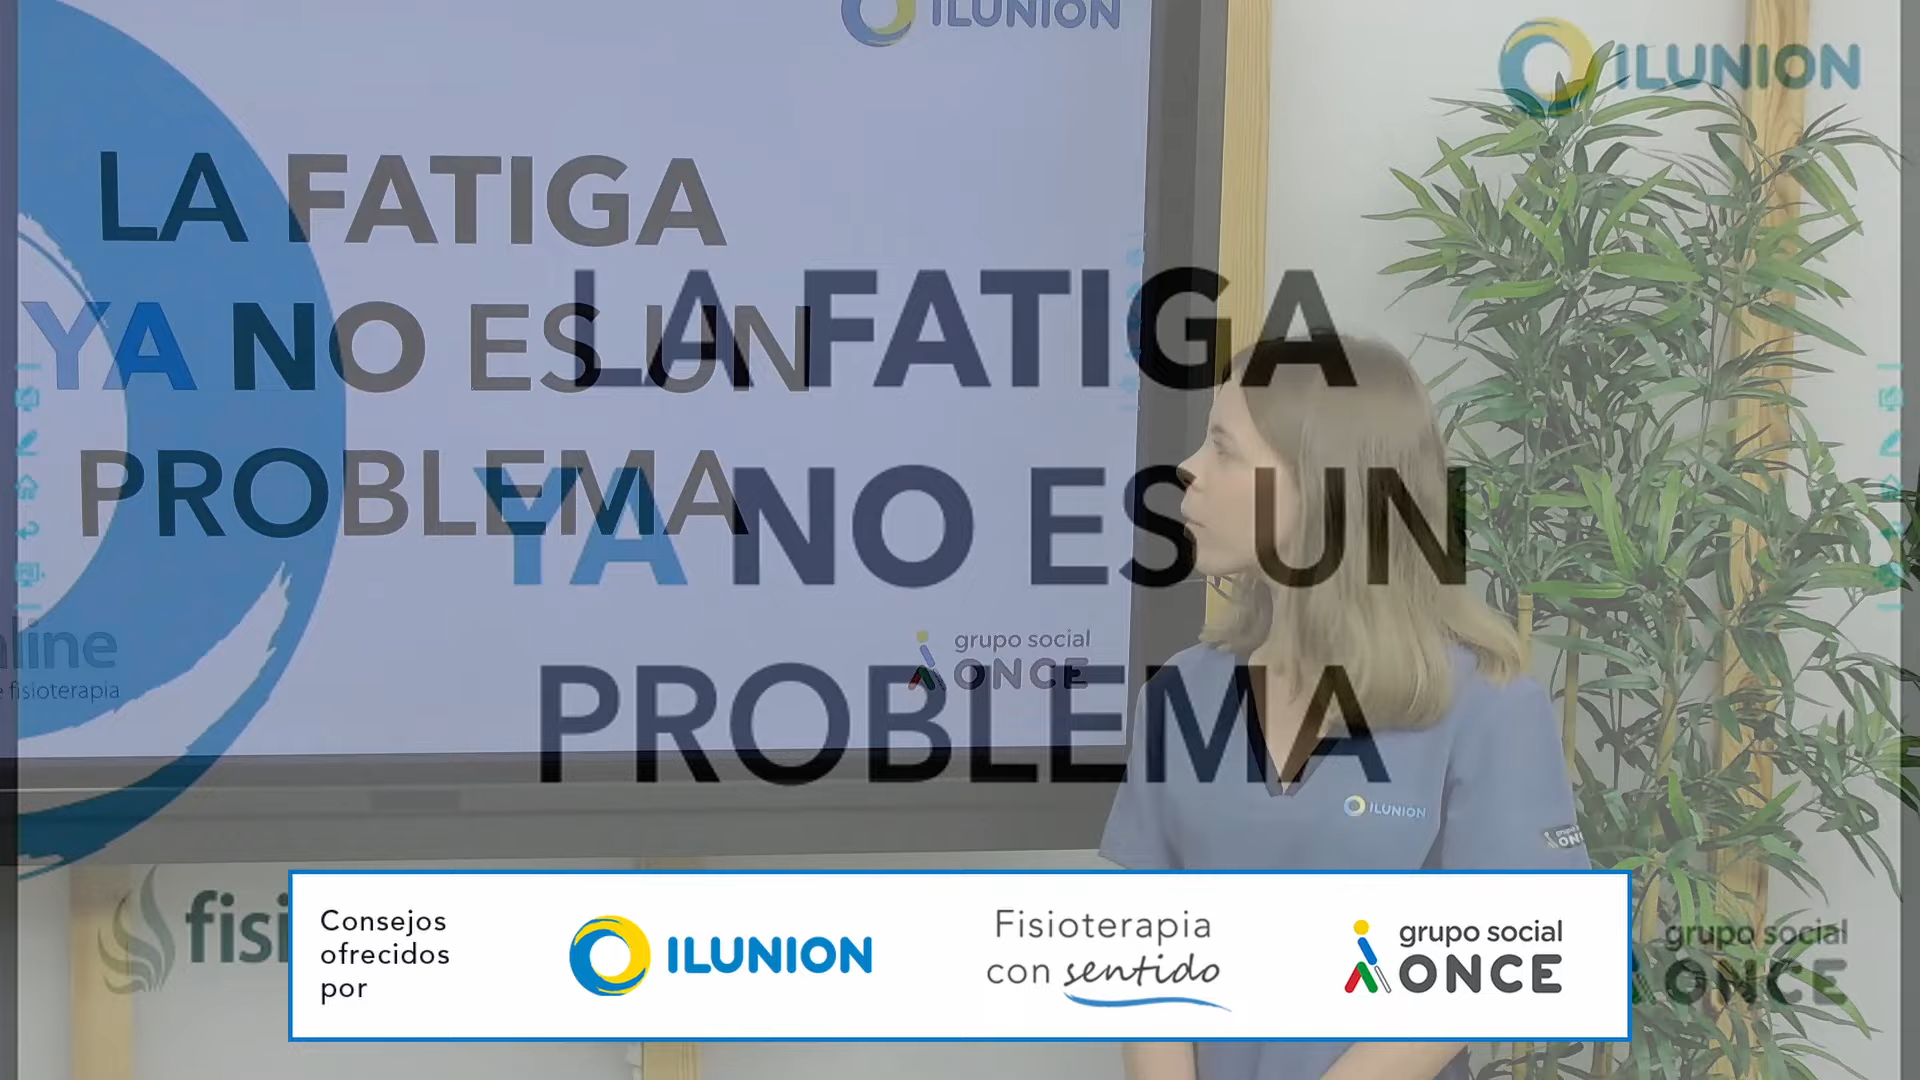 ILUNION
ILUNION
LA FATIGA
YA NO ES UN
PROBLEMA
LA FATIGA
YA NO ES UN
PROBLEMA
grupo social
ONCE
fisioterapia
ILUNION
Consejos
ofrecidos
por
ILUNION
Fisioterapia
con sentido
grupo social
ONCE
grupo social
ONCE